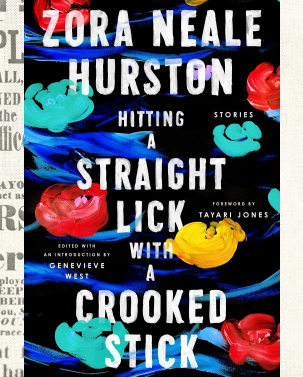 ZORA NEALE
HURSTON
HITTING
STORIES
A
STRAIGHT
LICK
FOREWORD BY
TAYARI JONES
WITH
EDITED WITH
AN INTRODUCTION BY
GENEVIEVE
WEST
A
CROOKED
STICK